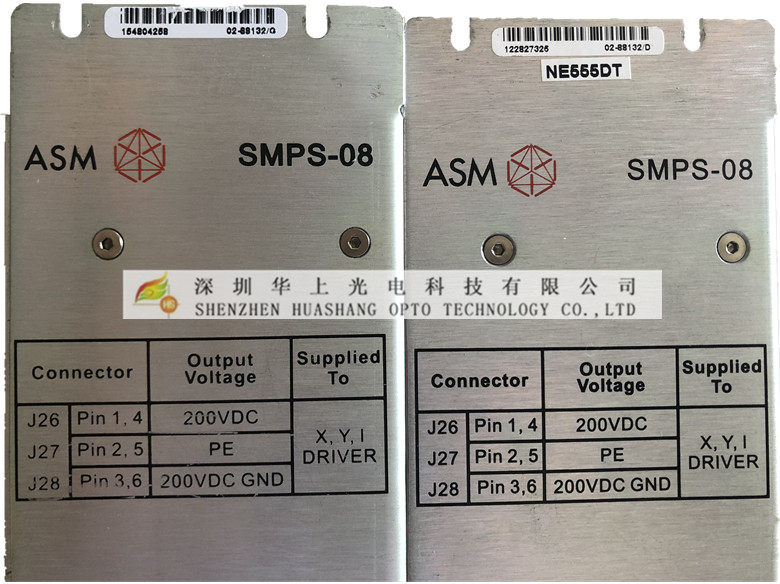 154804258 02-88132/G
ASM SMPS-08
Connector Output Voltage Supplied To
J26 Pin 1, 4 200VDC
J27 Pin 2, 5 PE
J28 Pin 3,6 200VDC GND
X, Y, I
DRIVER
122827325 02-88132/D
NE555DT
ASM SMPS-08
Connector Output Voltage Supplied To
J26 Pin 1, 4 200VDC
J27 Pin 2, 5 PE
J28 Pin 3,6 200VDC GND
X, Y, I
DRIVER
HS
深圳华上光电科技有限公司
SHENZHEN HUASHANG OPTO TECHNOLOGY CO.,LTD